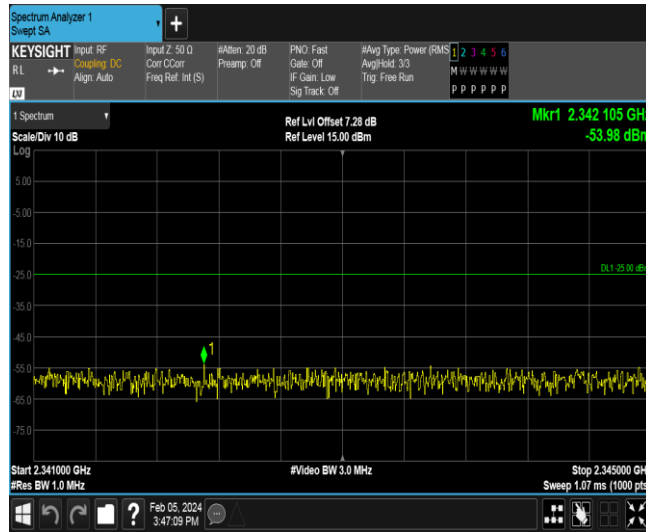 Spectrum Analyzer 1
Swept SA
+
KEYSIGHT
RL
LXI
Input: RF
Coupling: DC
Align: Auto
Input Z: 50 Ω
Corr CCorr
Freq Ref: Int (S)
#Atten: 20 dB
Preamp: Off
PNO: Fast
Gate: Off
IF Gain: Low
Sig Track: Off
#Avg Type: Power (RMS
Avg|Hold: 3/3
Trig: Free Run
1 2 3 4 5 6
M W W W W W
P P P P P P
1 Spectrum
Scale/Div 10 dB
Log
Ref Lvl Offset 7.28 dB
Ref Level 15.00 dBm
Mkr1 2.342 105 GHz
-53.98 dBm
5.00
-5.00
-15.0
-25.0
DL1 -25.00 dBm
-35.0
-45.0
1
-55.0
-65.0
-75.0
Start 2.341000 GHz
#Res BW 1.0 MHz
#Video BW 3.0 MHz
Stop 2.345000 GHz
Sweep 1.07 ms (1000 pts)
?
Feb 05, 2024
3:47:09 PM